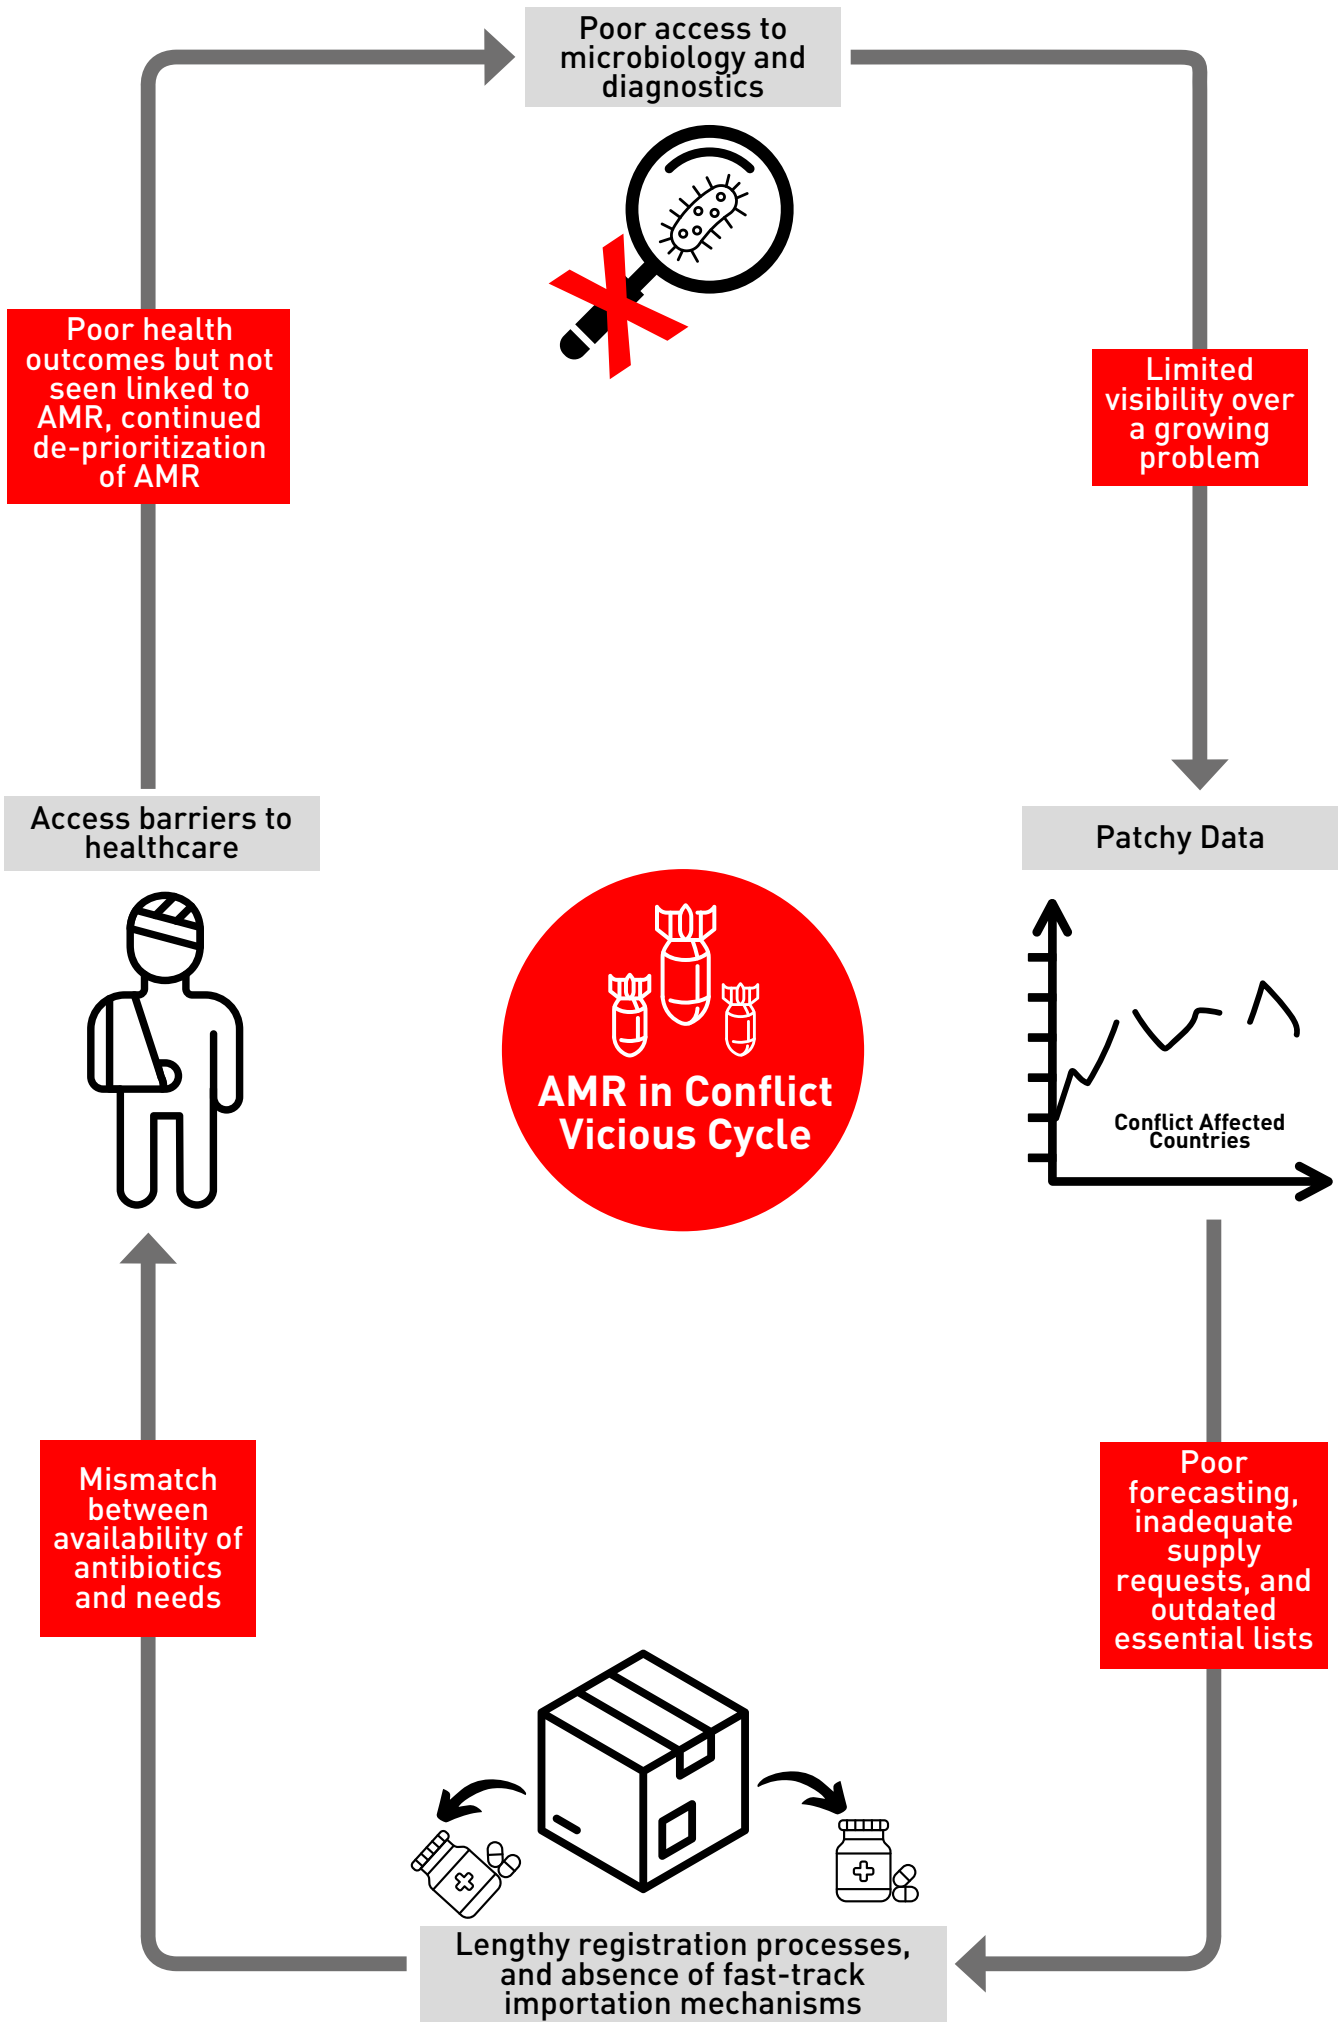 Poor access to
microbiology and
diagnostics
Limited
visibility over
a growing
problem
Patchy Data
Conflict Affected
Countries
Poor
forecasting,
inadequate
supply
requests, and
outdated
essential lists
Lengthy registration processes,
and absence of fast-track
importation mechanisms
Mismatch
between
availability of
antibiotics
and needs
Access barriers to
healthcare
Poor health
outcomes but not
seen linked to
AMR, continued
de-prioritization
of AMR
AMR in Conflict
Vicious Cycle